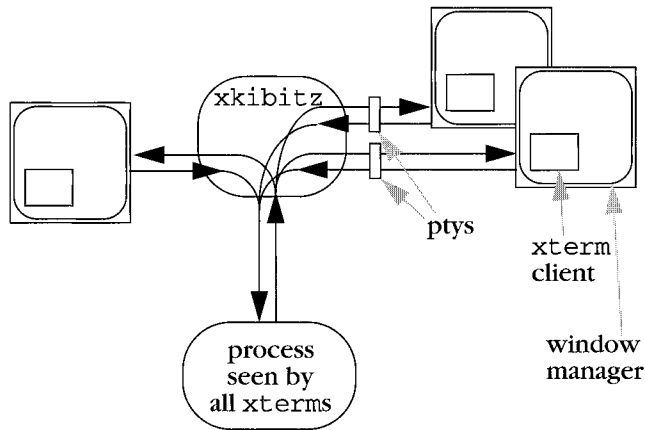 xkibitz
ptys
xterm
client
process
seen by
all xterms
window
manager